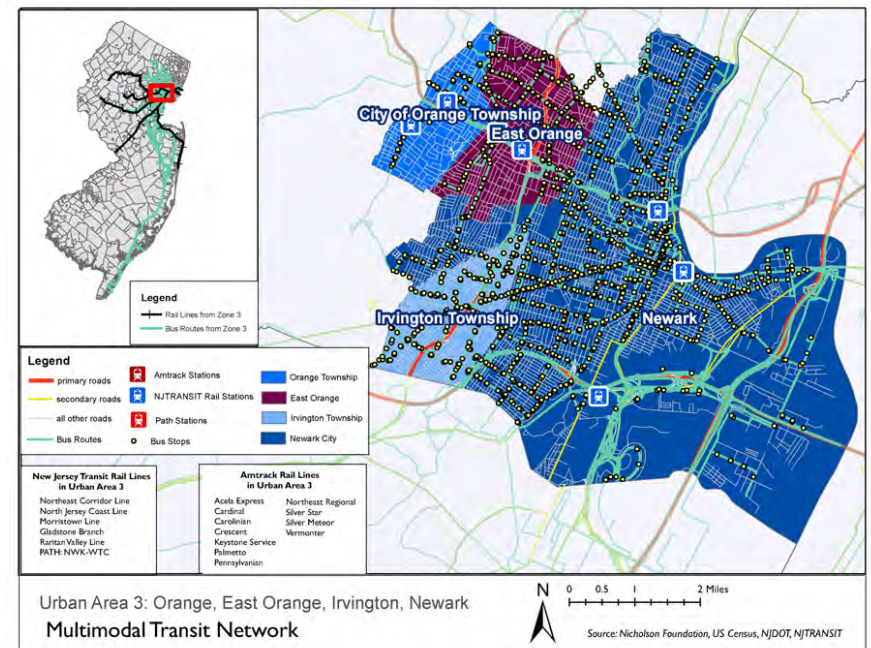 City of Orange Township
East Orange
Irvington Township
Newark
Legend
Rail Lines from Zone 3
Bus Routes from Zone 3
Legend
primary roads
secondary roads
all other roads
Bus Routes
Amtrack Stations
NJTRANSIT Rail Stations
Path Stations
Bus Stops
Orange Township
East Orange
Irvington Township
Newark City
New Jersey Transit Rail Lines
in Urban Area 3
Northeast Corridor Line
North Jersey Coast Line
Morristown Line
Gladstone Branch
Raritan Valley Line
PATH: NWK-WTC
Amtrack Rail Lines
in Urban Area 3
Acela Express
Cardinal
Carolinian
Crescent
Keystone Service
Palmetto
Pennsylvanian
Northeast Regional
Silver Star
Silver Meteor
Vermonter
Urban Area 3: Orange, East Orange, Irvington, Newark
Multimodal Transit Network
N
0 0.5 1 2 Miles
Source: Nicholson Foundation, US Census, NJDOT, NJTRANSIT